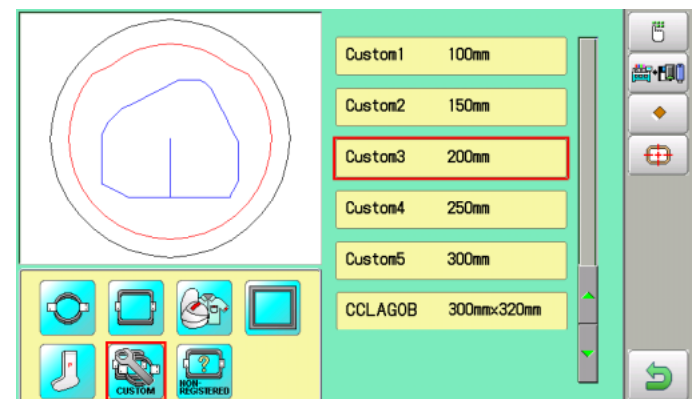 Custom1 100mm
Custom2 150mm
Custom3 200mm
Custom4 250mm
Custom5 300mm
CCLAGOB 300mm×320mm
CUSTOM
NON-
REGISTERED